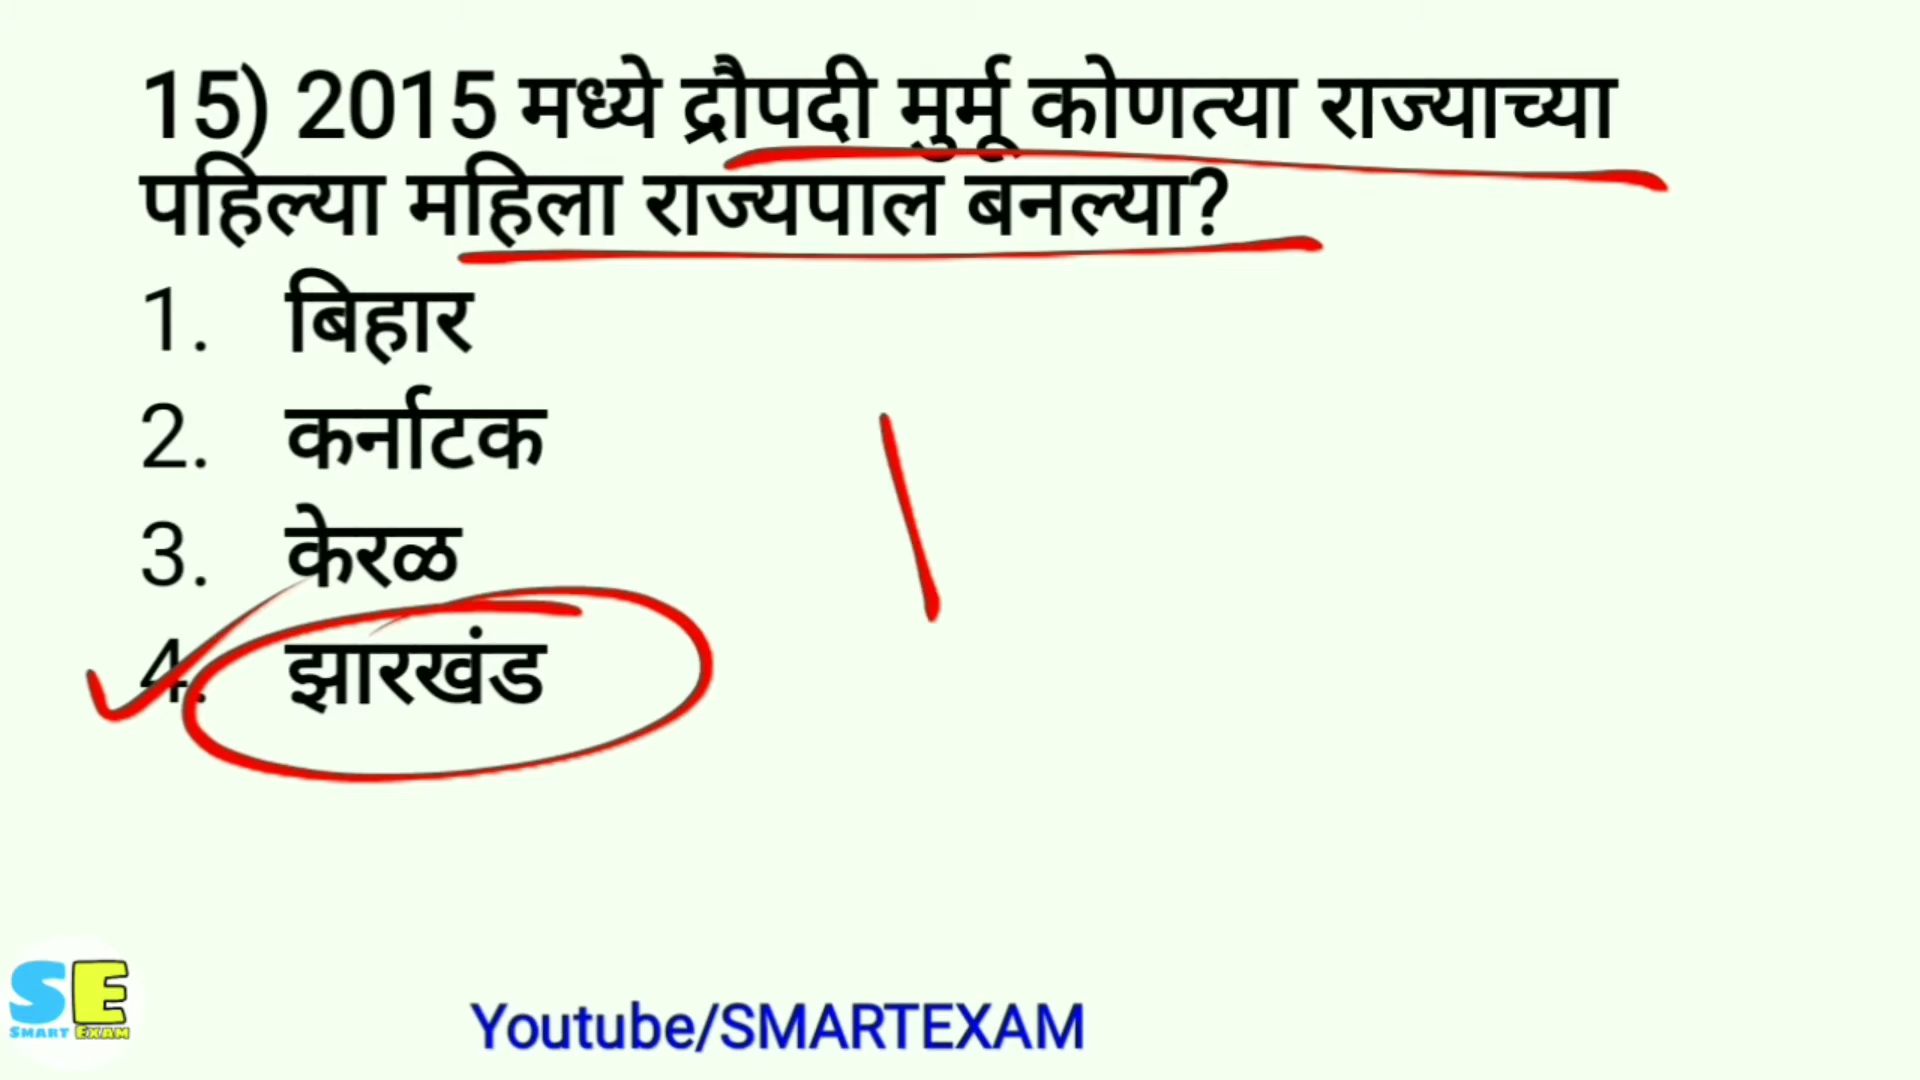 15) 2015 मध्ये द्रौपदी मुर्मू कोणत्या राज्याच्या
पहिल्या महिला राज्यपाल बनल्या?
1. बिहार
2. कर्नाटक
3. केरळ
4. झारखंड
SE
SMART EXAM
Youtube/SMARTEXAM